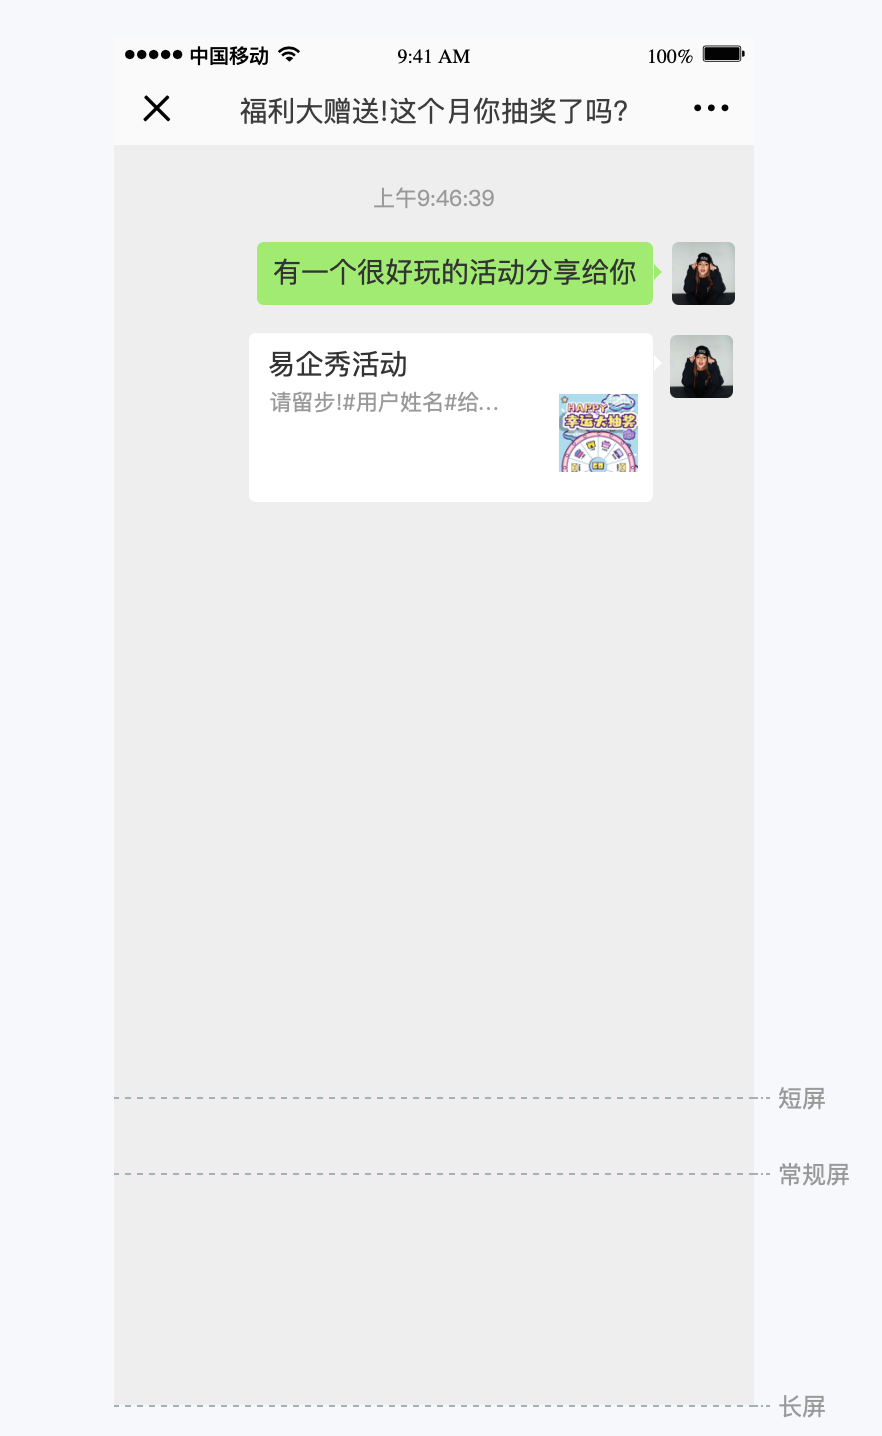 中国移动 9:41 AM 100%
福利大赠送!这个月你抽奖了吗?
上午9:46:39
有一个很好玩的活动分享给你
易企秀活动
请留步!#用户姓名#给...
HAPPY
幸运大抽奖
短屏
常规屏
长屏